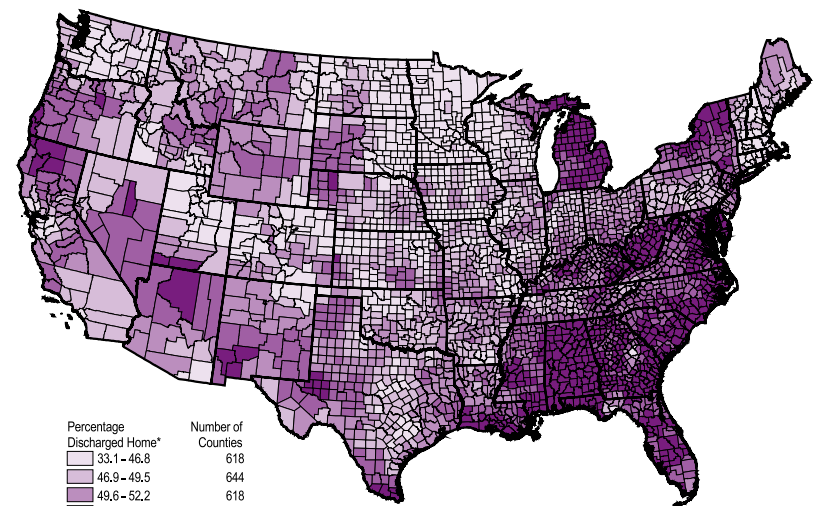 Percentage Number of
Discharged Home* Counties
33.1 – 46.8 618
46.9 – 49.5 644
49.6 – 52.2 618